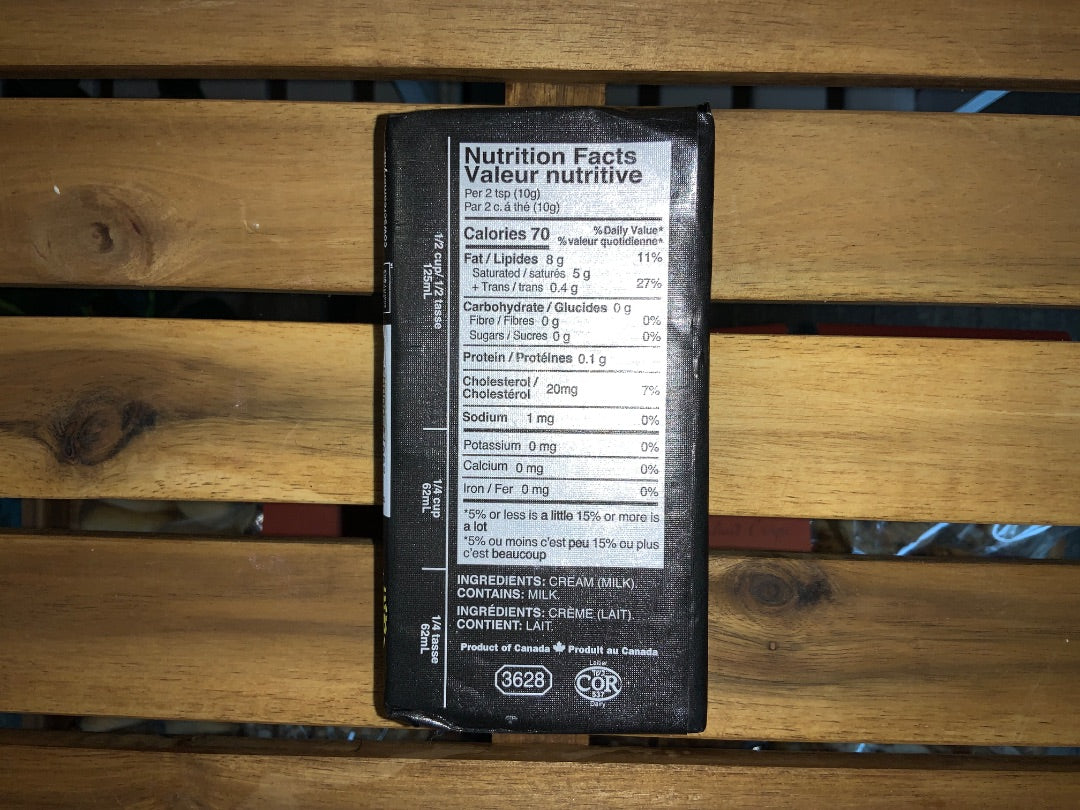 Nutrition Facts
Valeur nutritive
Per 2 tsp (10g)
Par 2 c. á thé (10g)
Calories 70
% Daily Value*
% valeur quotidienne*
Fat / Lipides 8 g 11%
Saturated / saturés 5 g
+ Trans / trans 0.4 g 27%
Carbohydrate / Glucides 0 g
Fibre / Fibres 0 g 0%
Sugars / Sucres 0 g 0%
Protein / Protéines 0.1 g
Cholesterol /
Cholestérol 20mg 7%
Sodium 1 mg 0%
Potassium 0 mg 0%
Calcium 0 mg 0%
Iron / Fer 0 mg 0%
*5% or less is a little 15% or more is
a lot
*5% ou moins c'est peu 15% ou plus
c'est beaucoup
INGREDIENTS: CREAM (MILK).
CONTAINS: MILK.
INGRÉDIENTS: CRÈME (LAIT).
CONTIENT: LAIT.
Product of Canada Produit au Canada
3628
Laitier
COR
Dairy
1/2 cup/ 1/2 tasse
125mL
1/4 cup
62mL
1/4 tasse
62mL